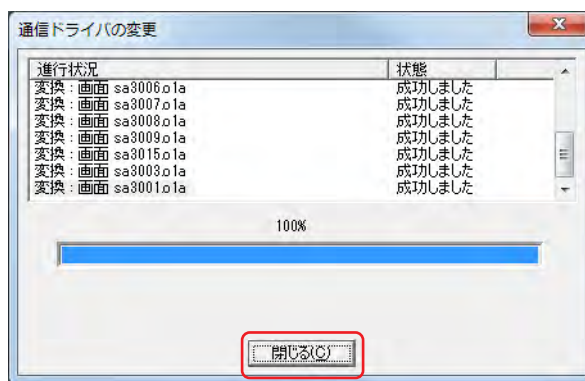 通信ドライバの変更
進行状況 状態
変換 : 画面 sa3006.o1a 成功しました
変換 : 画面 sa3007.o1a 成功しました
変換 : 画面 sa3008.o1a 成功しました
変換 : 画面 sa3009.o1a 成功しました
変換 : 画面 sa3015.o1a 成功しました
変換 : 画面 sa3003.o1a 成功しました
変換 : 画面 sa3001.o1a 成功しました
100%
閉じる(C)